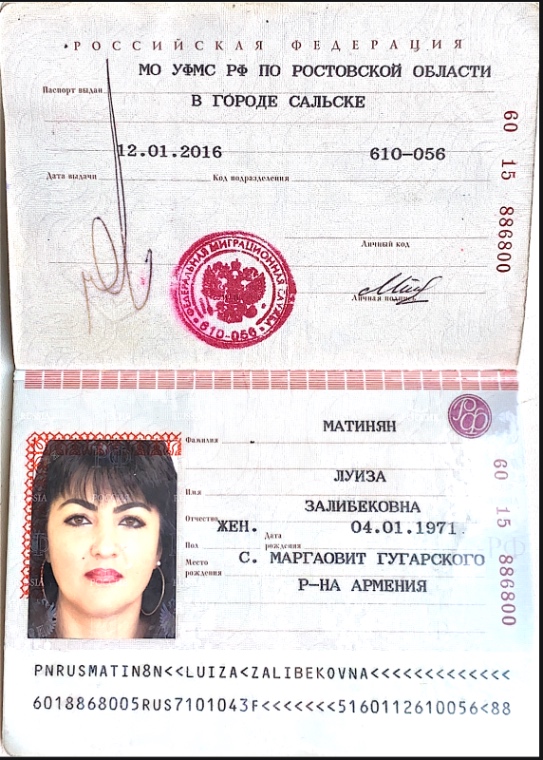 РОССИЙСКАЯ ФЕДЕРАЦИЯ
Паспорт выдан
МО УФМС РФ ПО РОСТОВСКОЙ ОБЛАСТИ
В ГОРОДЕ САЛЬСКЕ
12.01.2016 610-056
Дата выдачи Код подразделения
60 15 886800
Личный код
Личная подпись
ФЕДЕРАЛЬНАЯ МИГРАЦИОННАЯ СЛУЖБА
610-056
РФ
Фамилия МАТИНЯН
Имя ЛУИЗА
Отчество ЗАЛИБЕКОВНА
Пол ЖЕН. Дата рождения 04.01.1971
Место рождения С. МАРГАОВИТ ГУГАРСКОГО
Р-НА АРМЕНИЯ
60 15 886800
PNRUSMATIN8N<<LUIZA<ZALIBEKOVNA<<<<<<<<<<<<<
6018868005RUS7101043F<<<<<<<5160112610056<88